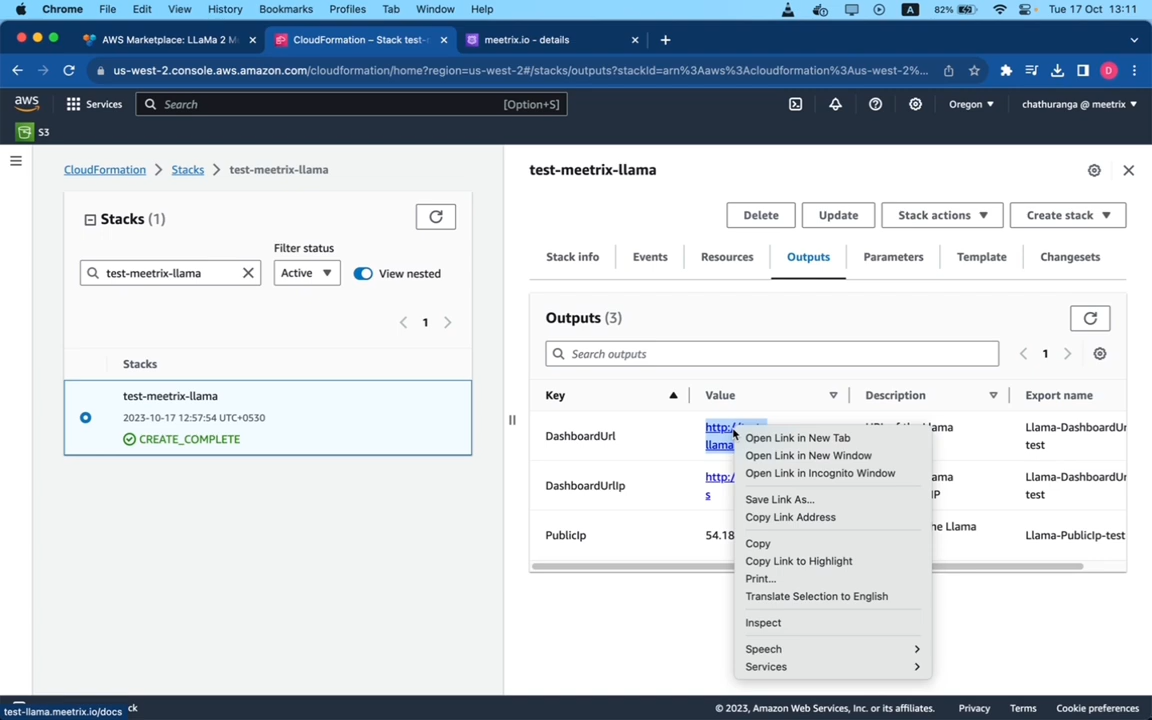 Chrome File Edit View History Bookmarks Profiles Tab Window Help A 82% Tue 17 Oct 13:11
AWS Marketplace: LLaMa 2 M CloudFormation – Stack test- meetrix.io - details
us-west-2.console.aws.amazon.com/cloudformation/home?region=us-west-2#/stacks/outputs?stackId=arn%3Aaws%3Acloudformation%3Aus-west-2%... D
aws Services Search [Option+S] Oregon chathuranga @ meetrix
S3
CloudFormation Stacks test-meetrix-llama
Stacks (1)
Filter status
test-meetrix-llama Active View nested
1
Stacks
test-meetrix-llama
2023-10-17 12:57:54 UTC+0530
CREATE_COMPLETE
test-meetrix-llama
Delete Update Stack actions Create stack
Stack info Events Resources Outputs Parameters Template Changesets
Outputs (3)
Search outputs 1
Key Value Description Export name
DashboardUrl llama Llama-DashboardUr
test
DashboardUrlIp http:/ s Llama-DashboardUr
test
PublicIp 54.18 he Llama Llama-PublicIp-test
Open Link in New Tab
Open Link in New Window
Open Link in Incognito Window
Save Link As...
Copy Link Address
Copy
Copy Link to Highlight
Print...
Translate Selection to English
Inspect
Speech
Services
test-llama.meetrix.io/docs ck © 2023, Amazon Web Services, Inc. or its affiliates. Privacy Terms Cookie preferences